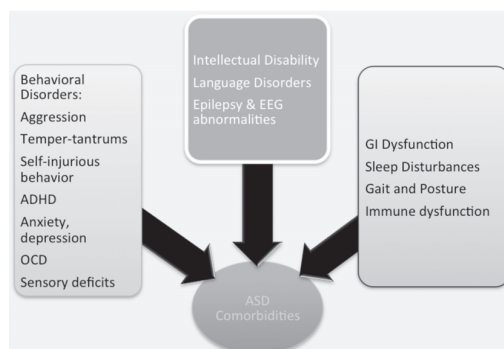 Behavioral
Disorders:
Aggression
Temper-tantrums
Self-injurious
behavior
ADHD
Anxiety,
depression
OCD
Sensory deficits
Intellectual Disability
Language Disorders
Epilepsy & EEG
abnormalities
GI Dysfunction
Sleep Disturbances
Gait and Posture
Immune dysfunction
ASD
Comorbidities